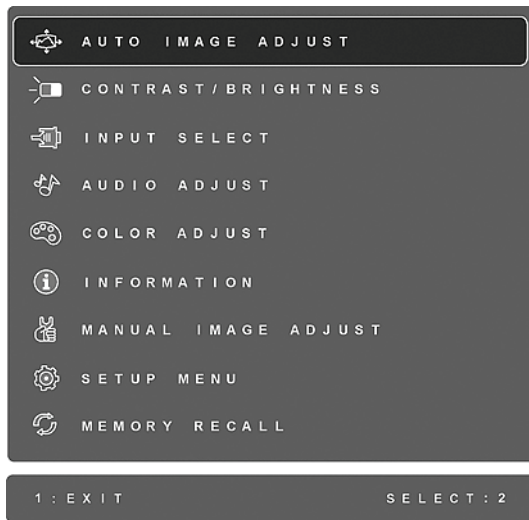 AUTO IMAGE ADJUST
CONTRAST/BRIGHTNESS
INPUT SELECT
AUDIO ADJUST
COLOR ADJUST
INFORMATION
MANUAL IMAGE ADJUST
SETUP MENU
MEMORY RECALL
1:EXIT SELECT:2